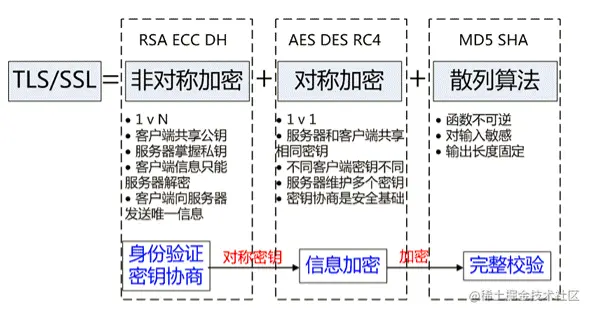 RSA ECC DH
AES DES RC4
MD5 SHA
TLS/SSL = 非对称加密 + 对称加密 + 散列算法
• 1 v N
• 客户端共享公钥
• 服务器掌握私钥
• 客户端信息只能
服务器解密
• 客户端向服务器
发送唯一信息
• 1 v 1
• 服务器和客户端共享
相同密钥
• 不同客户端密钥不同
• 服务器维护多个密钥
• 密钥协商是安全基础
• 函数不可逆
• 对输入敏感
• 输出长度固定
身份验证
密钥协商
对称密钥
信息加密
加密
完整校验
@稀土掘金技术社区